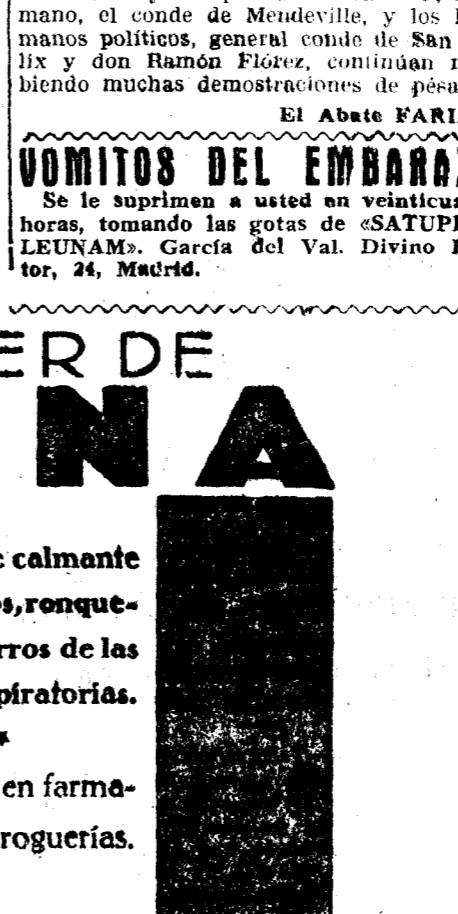 mano, el conde de Mendeville, y los
manos políticos, general conde de San
lix y don Ramón Flórez, continúan
biendo muchas demostraciones de pésa
El Abate FARI
VOMITOS DEL EMBARAZ
Se le suprimen a usted en veinticua
horas, tomando las gotas de «SATUPI
LEUNAM». García del Val. Divino
tor, 24, Madrid.
ER DE
NA
e calmante
os, ronque-
rros de las
piratorias.
en farma-
roguerías.